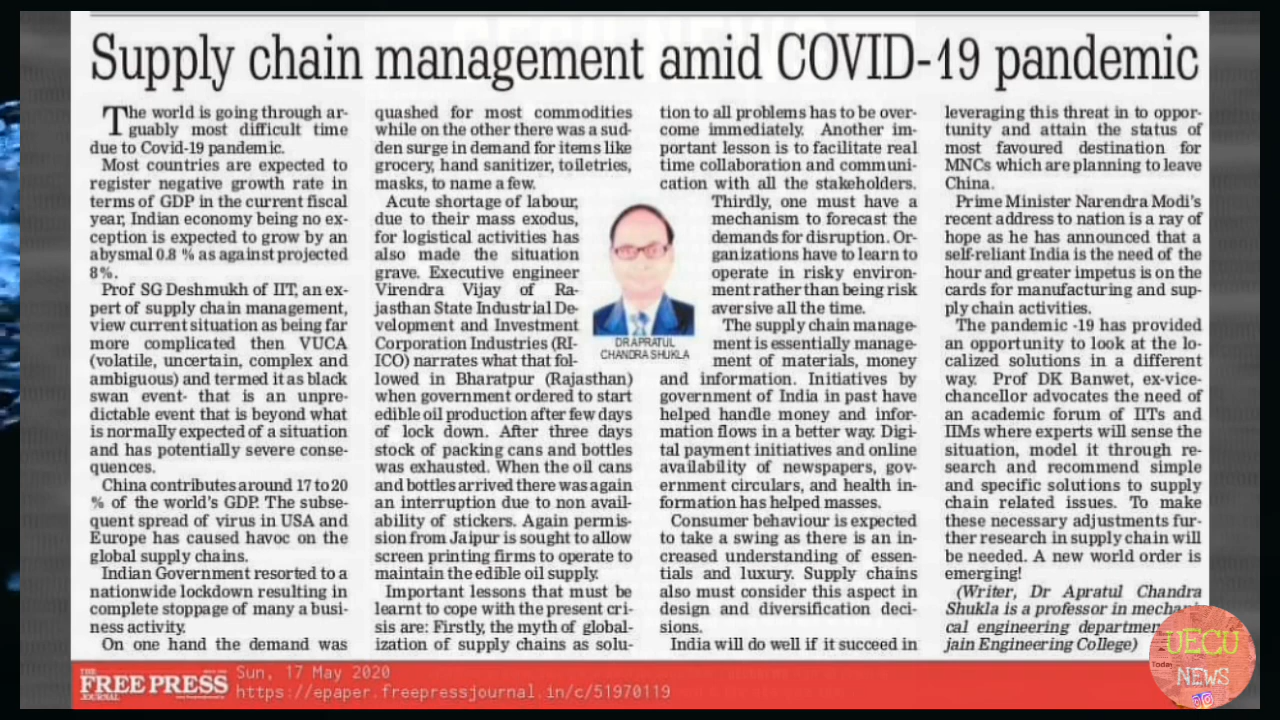 Supply chain management amid COVID-19 pandemic
The world is going through ar-
guably most difficult time
due to Covid-19 pandemic.
Most countries are expected to
register negative growth rate in
terms of GDP in the current fiscal
year, Indian economy being no ex-
ception is expected to grow by an
abysmal 0.8 % as against projected
8%.
Prof SG Deshmukh of IIT, an ex-
pert of supply chain management,
view current situation as being far
more complicated then VUCA
(volatile, uncertain, complex and
ambiguous) and termed it as black
swan event- that is an unpre-
dictable event that is beyond what
is normally expected of a situation
and has potentially severe conse-
quences.
China contributes around 17 to 20
% of the world's GDP. The subse-
quent spread of virus in USA and
Europe has caused havoc on the
global supply chains.
Indian Government resorted to a
nationwide lockdown resulting in
complete stoppage of many a busi-
ness activity.
On one hand the demand was
quashed for most commodities
while on the other there was a sud-
den surge in demand for items like
grocery, hand sanitizer, toiletries,
masks, to name a few.
Acute shortage of labour,
due to their mass exodus,
for logistical activities has
also made the situation
grave. Executive engineer
Virendra Vijay of Ra-
jasthan State Industrial De-
velopment and Investment
Corporation Industries (RI-
ICO) narrates what that fol-
lowed in Bharatpur (Rajasthan)
when government ordered to start
edible oil production after few days
of lock down. After three days
stock of packing cans and bottles
was exhausted. When the oil cans
and bottles arrived there was again
an interruption due to non avail-
ability of stickers. Again permis-
sion from Jaipur is sought to allow
screen printing firms to operate to
maintain the edible oil supply.
Important lessons that must be
learnt to cope with the present cri-
sis are: Firstly, the myth of global-
ization of supply chains as solu-
DR APRATUL
CHANDRA SHUKLA
tion to all problems has to be over-
come immediately. Another im-
portant lesson is to facilitate real
time collaboration and communi-
cation with all the stakeholders.
Thirdly, one must have a
mechanism to forecast the
demands for disruption. Or-
ganizations have to learn to
operate in risky environ-
ment rather than being risk
aversive all the time.
The supply chain manage-
ment is essentially manage-
ment of materials, money
and information. Initiatives by
government of India in past have
helped handle money and infor-
mation flows in a better way. Digi-
tal payment initiatives and online
availability of newspapers, gov-
ernment circulars, and health in-
formation has helped masses.
Consumer behaviour is expected
to take a swing as there is an in-
creased understanding of essen-
tials and luxury. Supply chains
also must consider this aspect in
design and diversification deci-
sions.
India will do well if it succeed in
leveraging this threat in to oppor-
tunity and attain the status of
most favoured destination for
MNCs which are planning to leave
China.
Prime Minister Narendra Modi's
recent address to nation is a ray of
hope as he has announced that a
self-reliant India is the need of the
hour and greater impetus is on the
cards for manufacturing and sup-
ply chain activities.
The pandemic -19 has provided
an opportunity to look at the lo-
calized solutions in a different
way. Prof DK Banwet, ex-vice-
chancellor advocates the need of
an academic forum of IITs and
IIMs where experts will sense the
situation, model it through re-
search and recommend simple
and specific solutions to supply
chain related issues. To make
these necessary adjustments fur-
ther research in supply chain will
be needed. A new world order is
emerging!
(Writer, Dr Apratul Chandra
Shukla is a professor in mechani-
cal engineering departmen
jain Engineering College)
THE
FREE PRESS
JOURNAL
Sun, 17 May 2020
https://epaper.freepressjournal.in/c/51970119
UECU
Today
NEWS